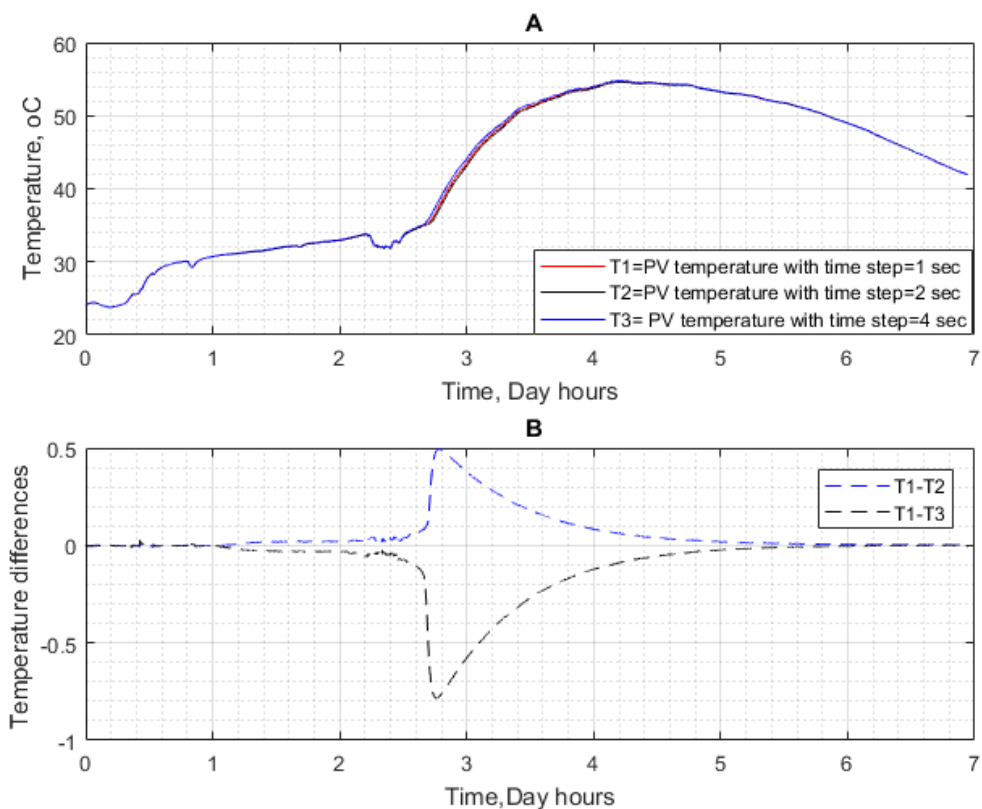 A
60
50
40
30
20
Temperature, oC
T1=PV temperature with time step=1 sec
T2=PV temperature with time step=2 sec
T3= PV temperature with time step=4 sec
0 1 2 3 4 5 6 7
Time, Day hours
B
0.5
0
-0.5
-1
Temperature differences
T1-T2
T1-T3
0 1 2 3 4 5 6 7
Time,Day hours